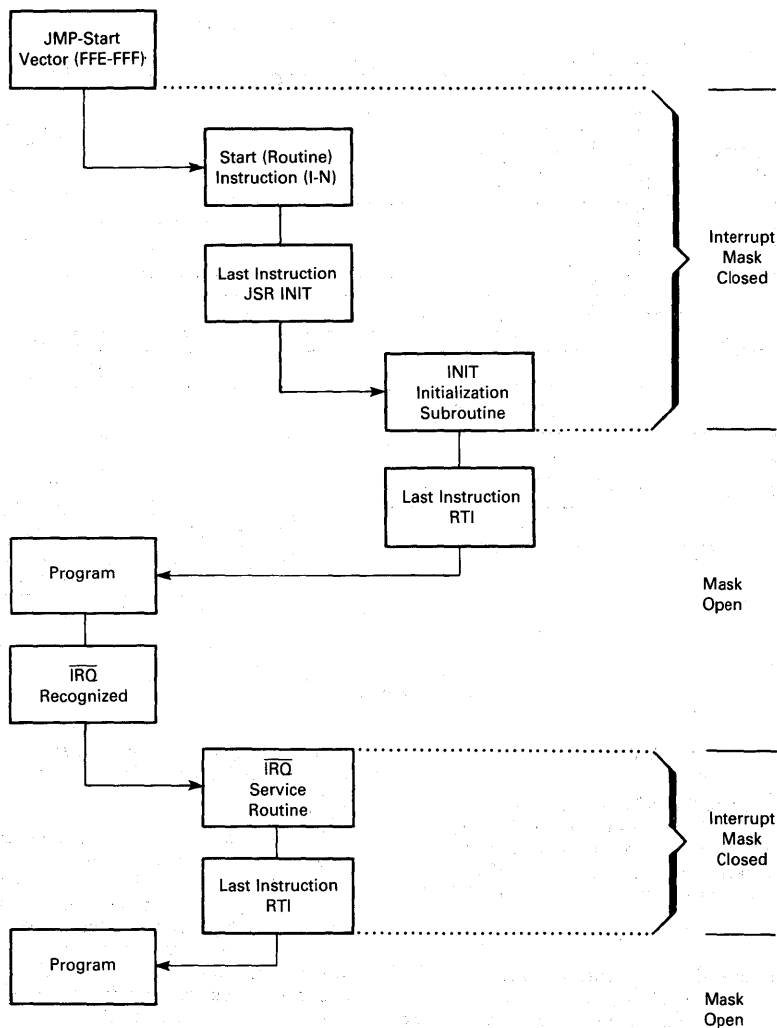 JMP-Start
Vector (FFE-FFF)
Start (Routine)
Instruction (I-N)
Last Instruction
JSR INIT
Interrupt
Mask
Closed
INIT
Initialization
Subroutine
Last Instruction
RTI
Program
Mask
Open
IRQ
Recognized
IRQ
Service
Routine
Interrupt
Mask
Closed
Last Instruction
RTI
Program
Mask
Open